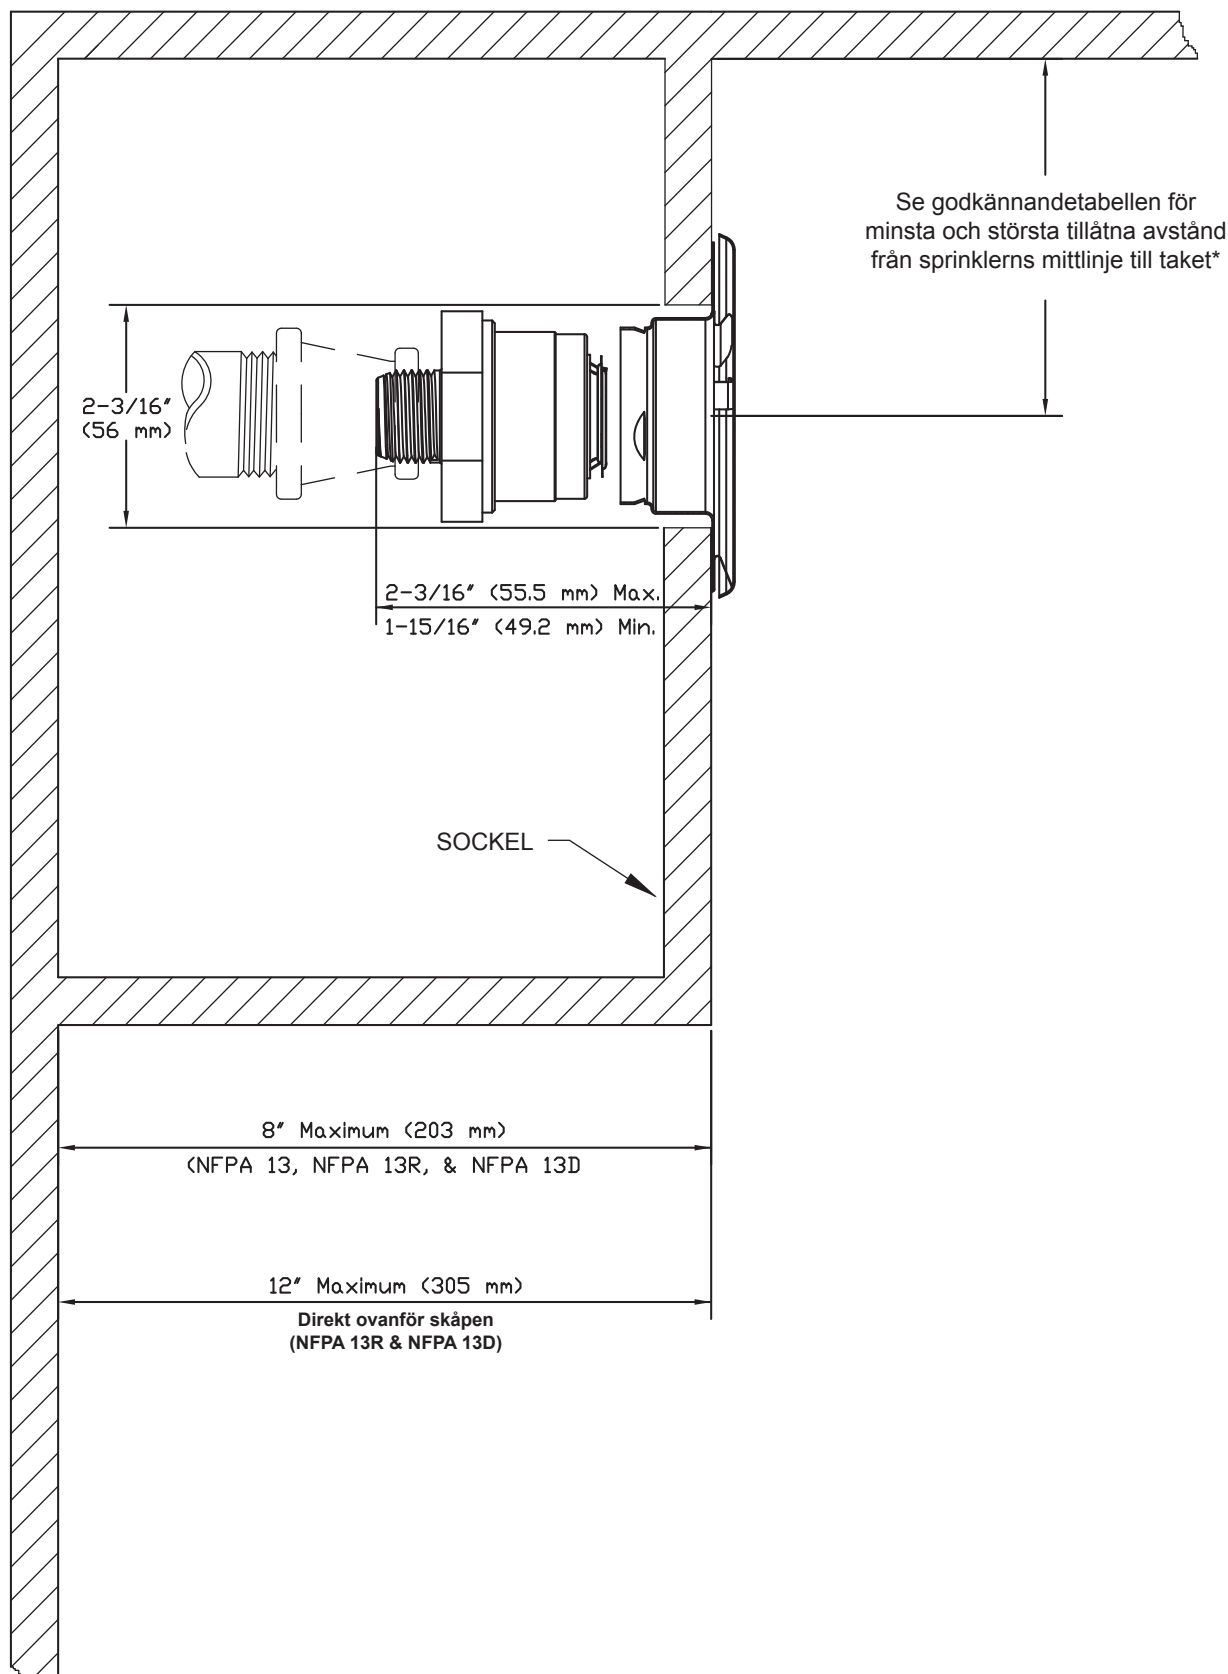 Se godkännandetabellen för
minsta och största tillåtna avstånd
från sprinklerns mittlinje till taket*
2-3/16"
(56 mm)
2-3/16" (55.5 mm) Max.
1-15/16" (49.2 mm) Min.
SOCKEL
8" Maximum (203 mm)
(NFPA 13, NFPA 13R, & NFPA 13D
12" Maximum (305 mm)
Direkt ovanför skåpen
(NFPA 13R & NFPA 13D)